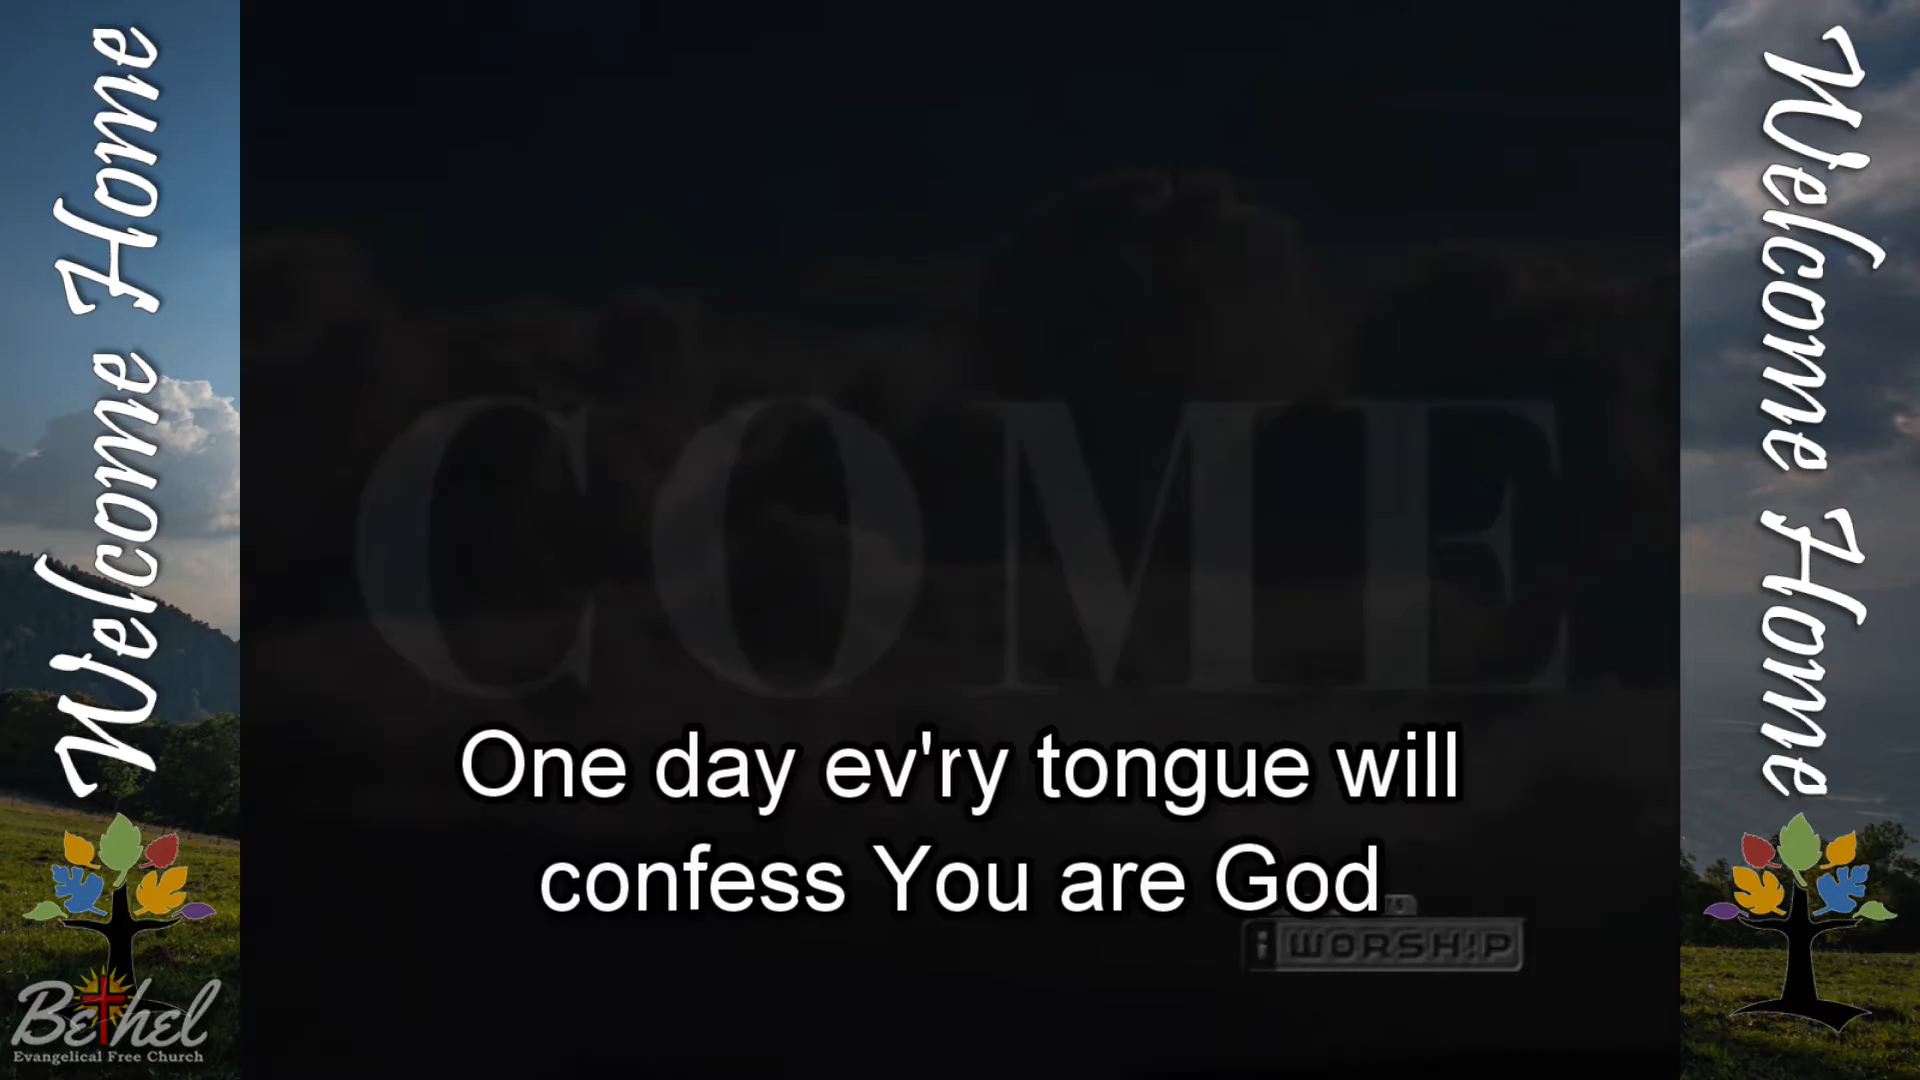 Welcome Home
COME
One day ev'ry tongue will
confess You are God
iWORSH!P
Welcome Home
Bethel
Evangelical Free Church